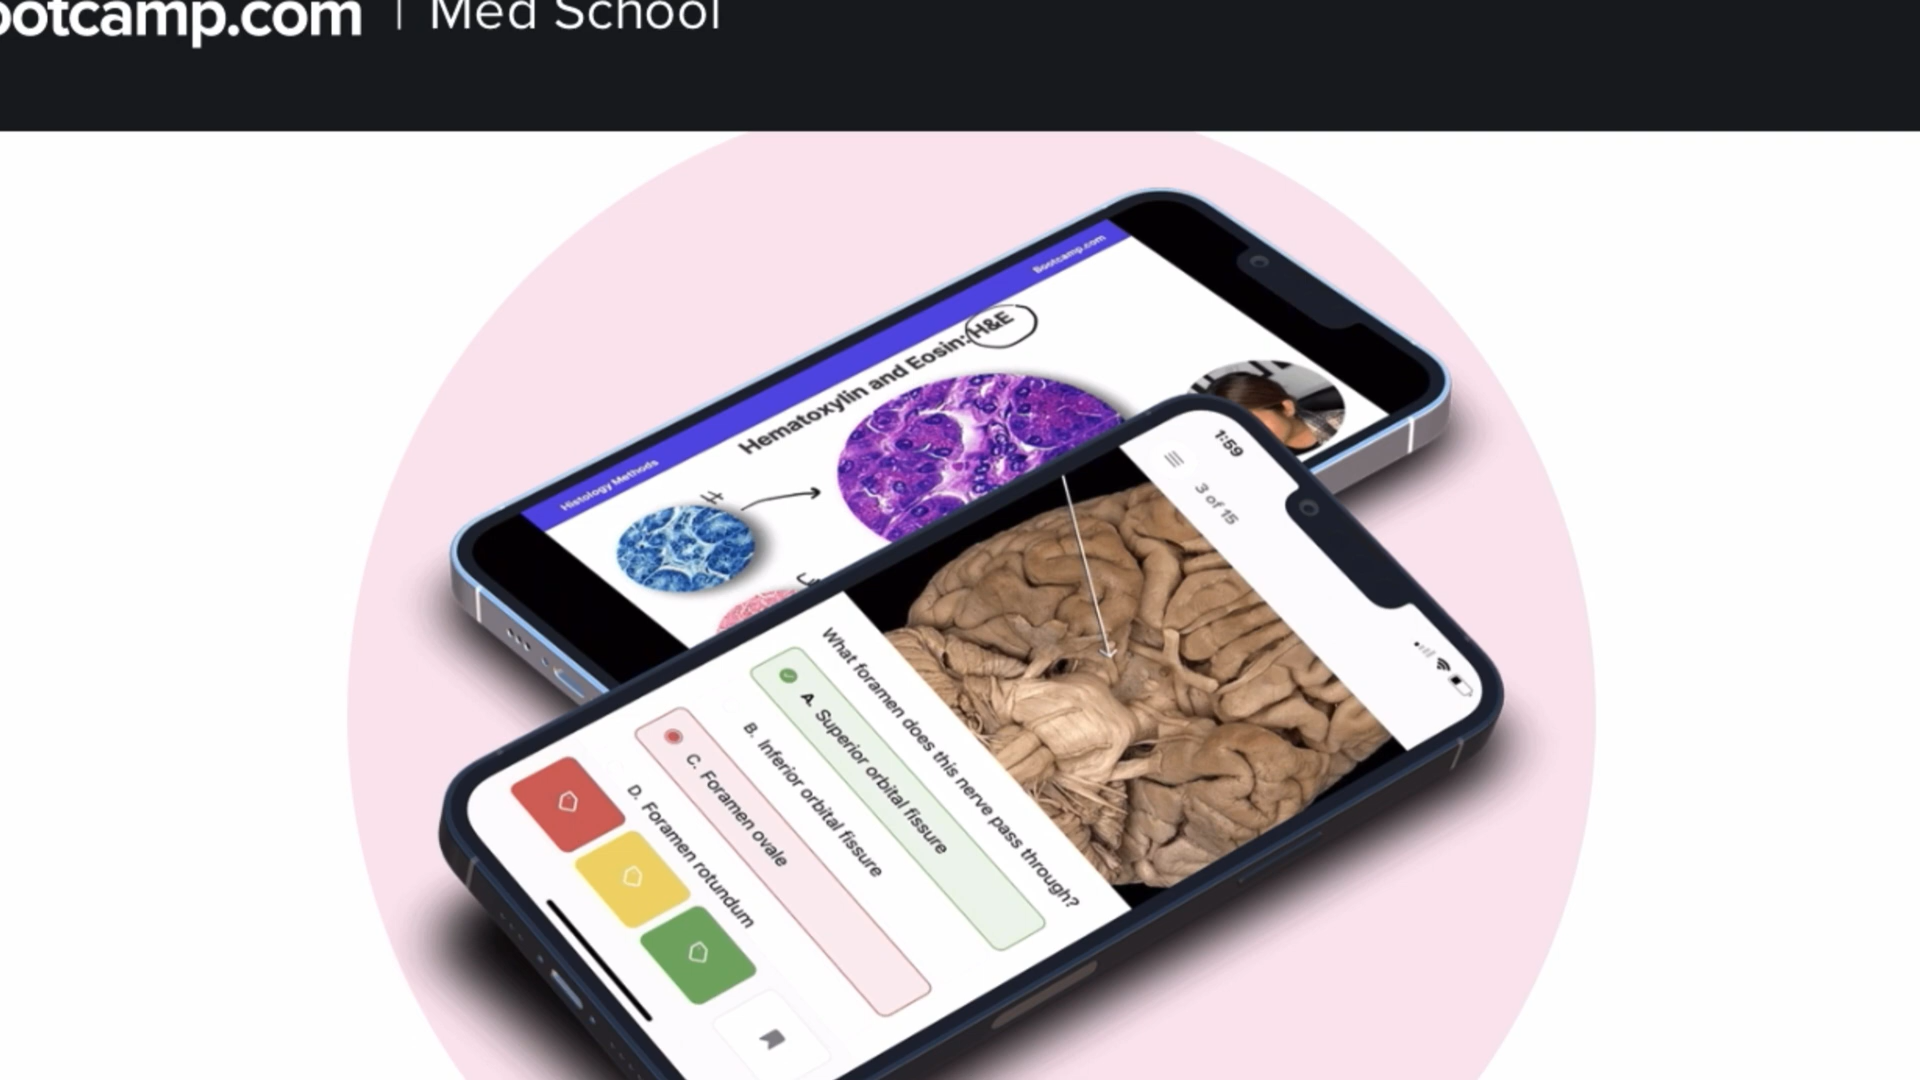 ootcamp.com | Med School
Histology Methods
Bootcamp.com
Hematoxylin and Eosin: H&E
H
1:59
3 of 15
What foramen does this nerve pass through?
A. Superior orbital fissure
B. Inferior orbital fissure
C. Foramen ovale
D. Foramen rotundum